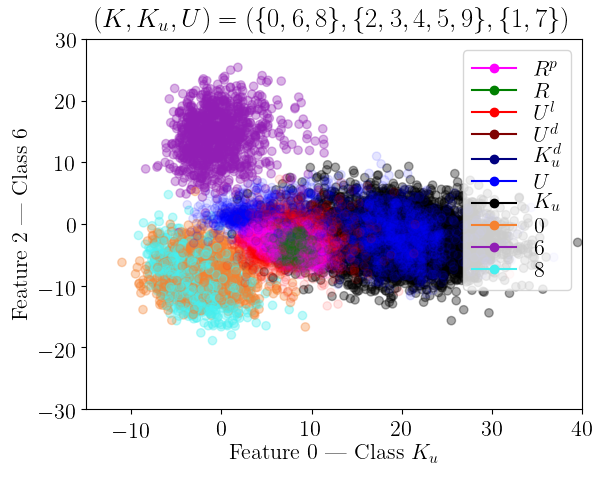 (K, K_u, U) = ({0, 6, 8}, {2, 3, 4, 5, 9}, {1, 7})
30
20
10
0
−10
−20
−30
Feature 2 — Class 6
R^p
R
U^l
U^d
K_u^d
U
K_u
0
6
8
−10 0 10 20 30 40
Feature 0 — Class K_u